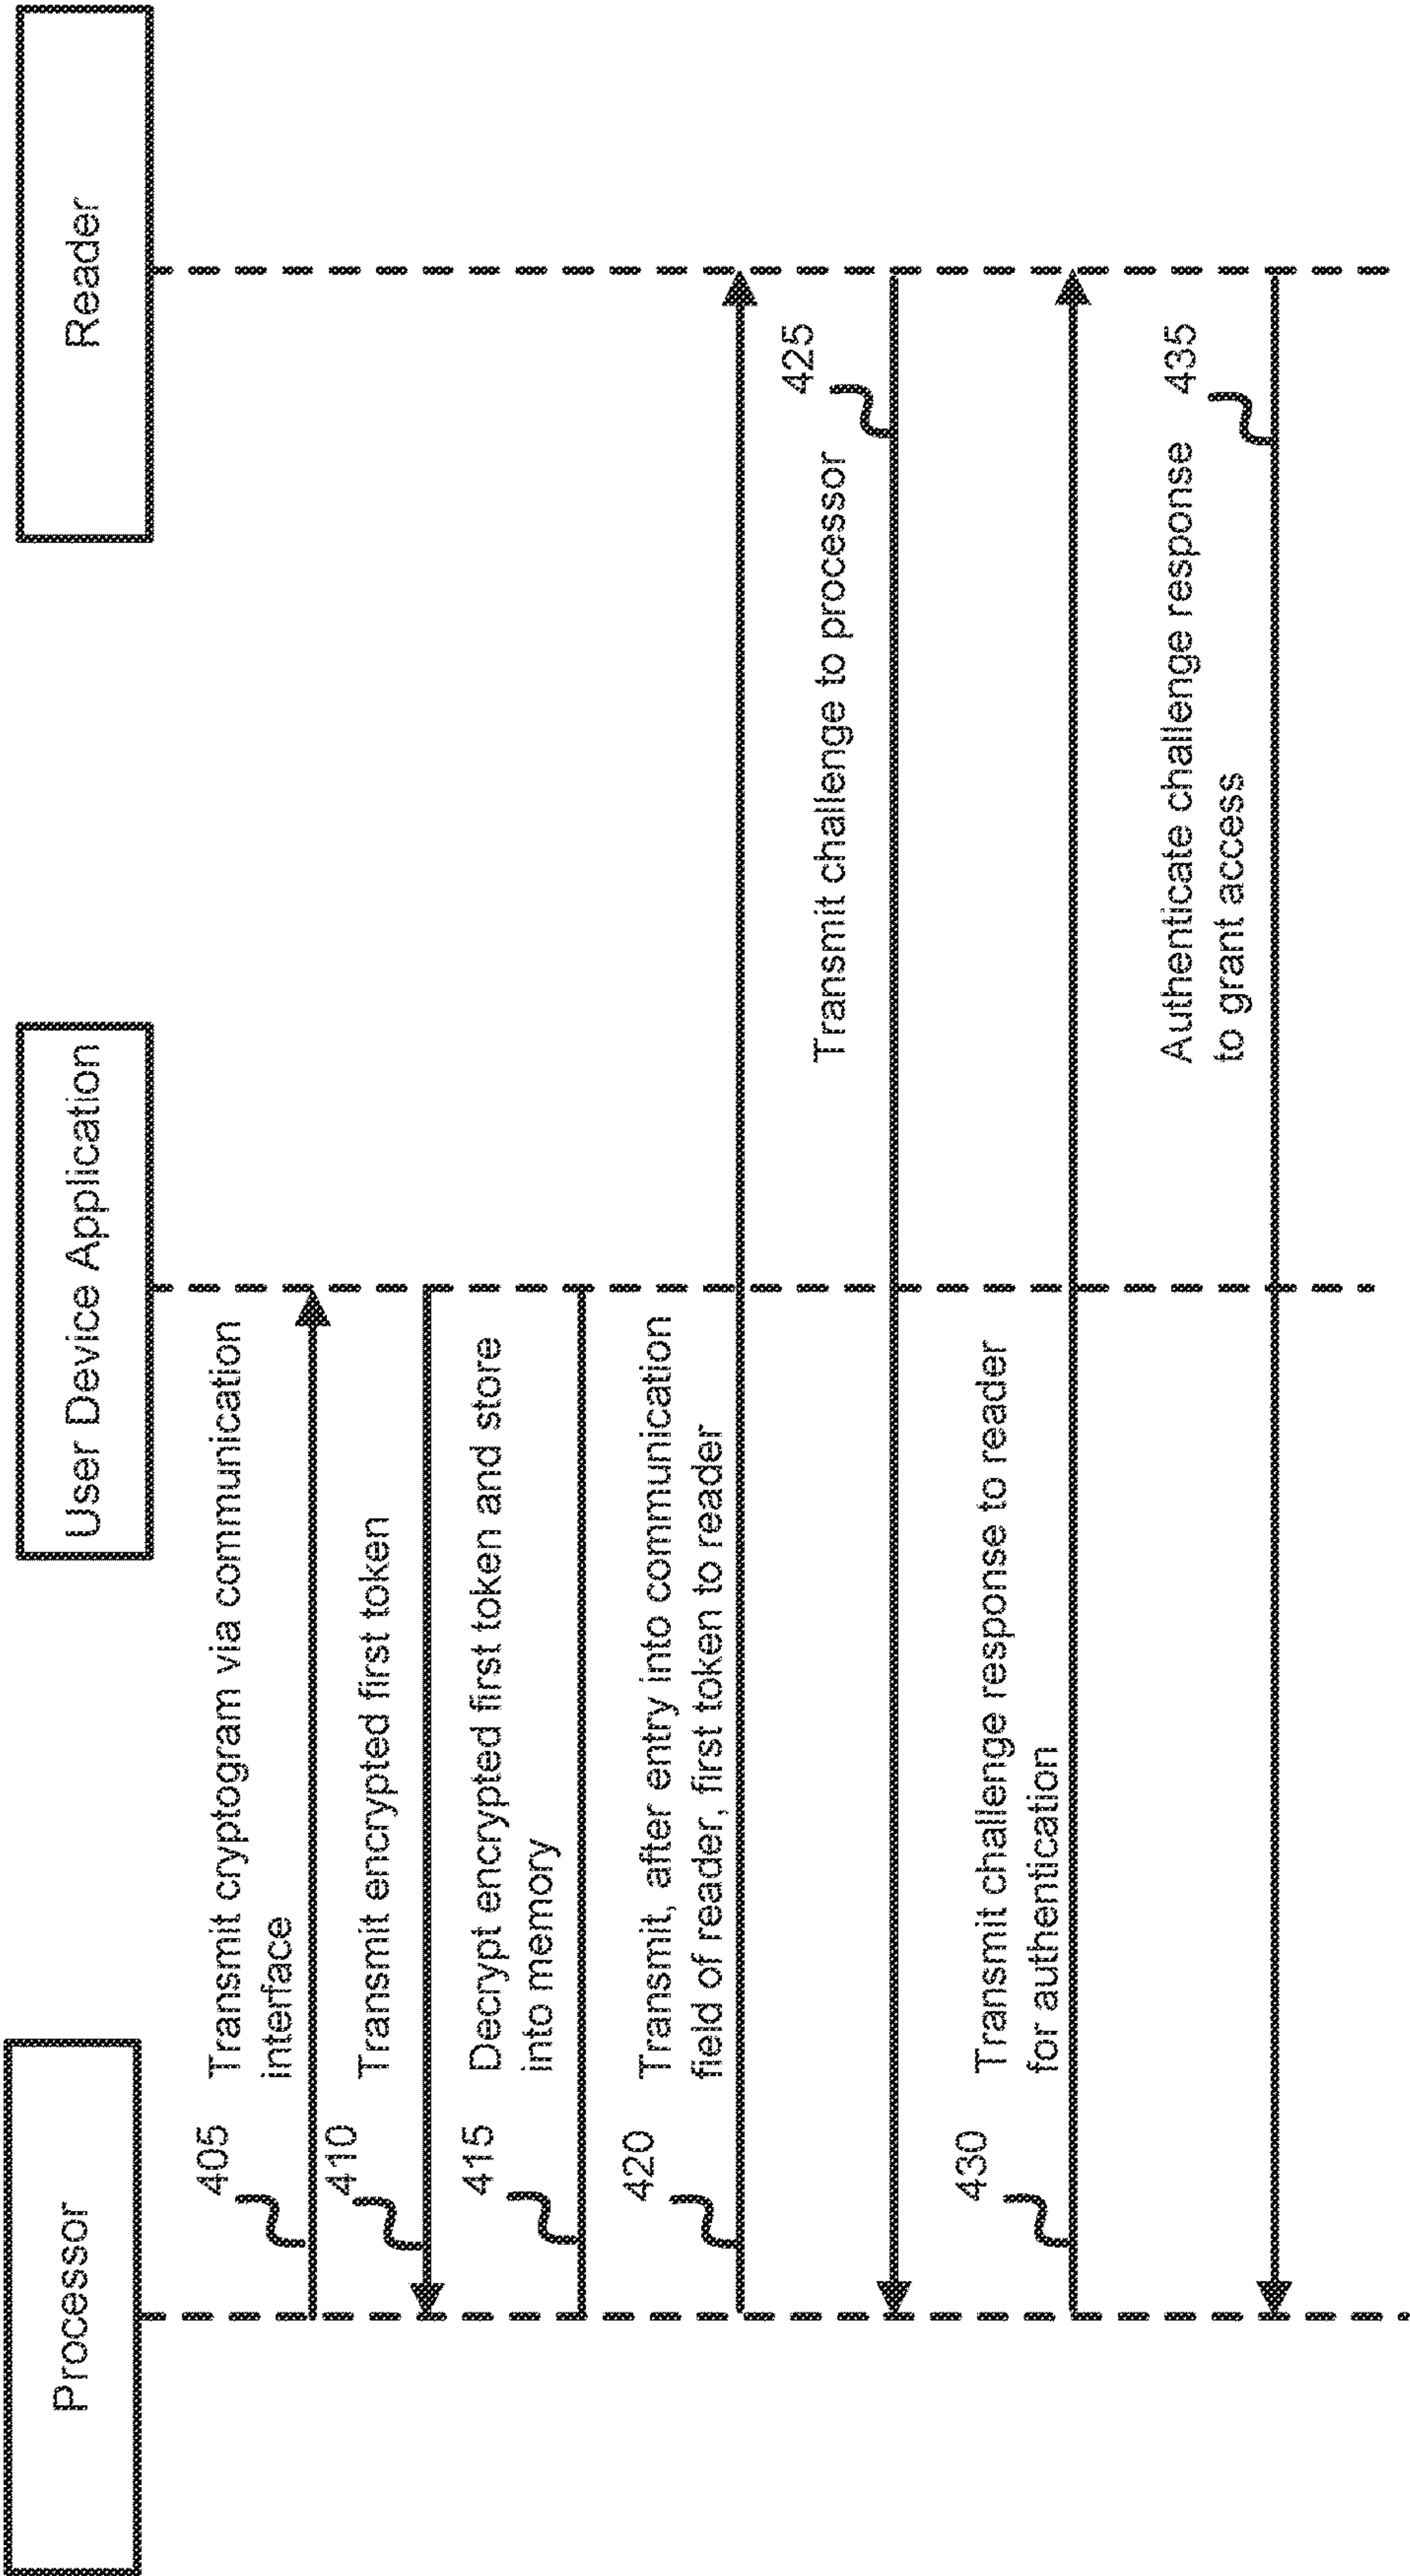 Processor
User Device Application
Reader
405
Transmit cryptogram via communication
interface
410
Transmit encrypted first token
415
Decrypt encrypted first token and store
into memory
420
Transmit, after entry into communication
field of reader, first token to reader
425
Transmit challenge to processor
430
Transmit challenge response to reader
for authentication
435
Authenticate challenge response
to grant access